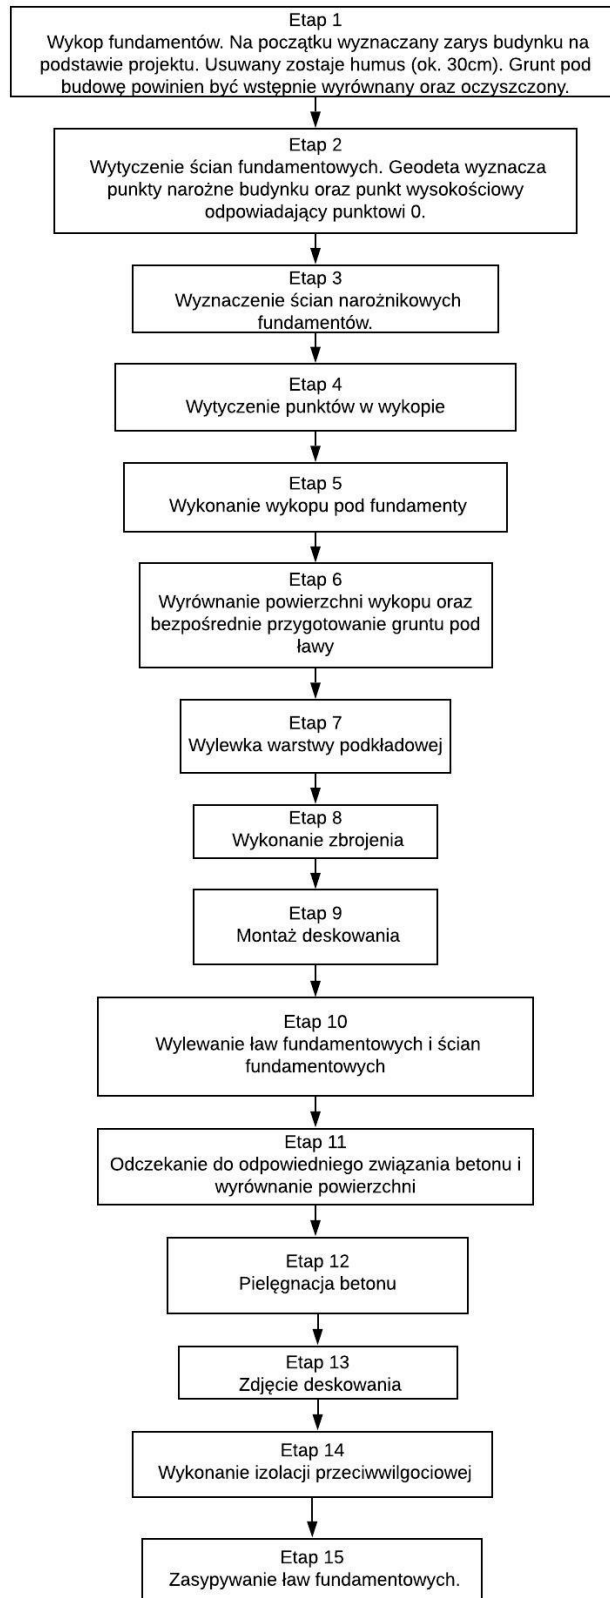 Etap 1
Wykop fundamentów. Na początku wyznaczany zarys budynku na
podstawie projektu. Usuwany zostaje humus (ok. 30cm). Grunt pod
budowę powinien być wstępnie wyrównany oraz oczyszczony.
Etap 2
Wytyczenie ścian fundamentowych. Geodeta wyznacza
punkty narożne budynku oraz punkt wysokościowy
odpowiadający punktowi 0.
Etap 3
Wyznaczenie ścian narożnikowych
fundamentów.
Etap 4
Wytyczenie punktów w wykopie
Etap 5
Wykonanie wykopu pod fundamenty
Etap 6
Wyrównanie powierzchni wykopu oraz
bezpośrednie przygotowanie gruntu pod
ławy
Etap 7
Wylewka warstwy podkładowej
Etap 8
Wykonanie zbrojenia
Etap 9
Montaż deskowania
Etap 10
Wylewanie ław fundamentowych i ścian
fundamentowych
Etap 11
Odczekanie do odpowiedniego związania betonu i
wyrównanie powierzchni
Etap 12
Pielęgnacja betonu
Etap 13
Zdjęcie deskowania
Etap 14
Wykonanie izolacji przeciwwilgociowej
Etap 15
Zasypywanie ław fundamentowych.